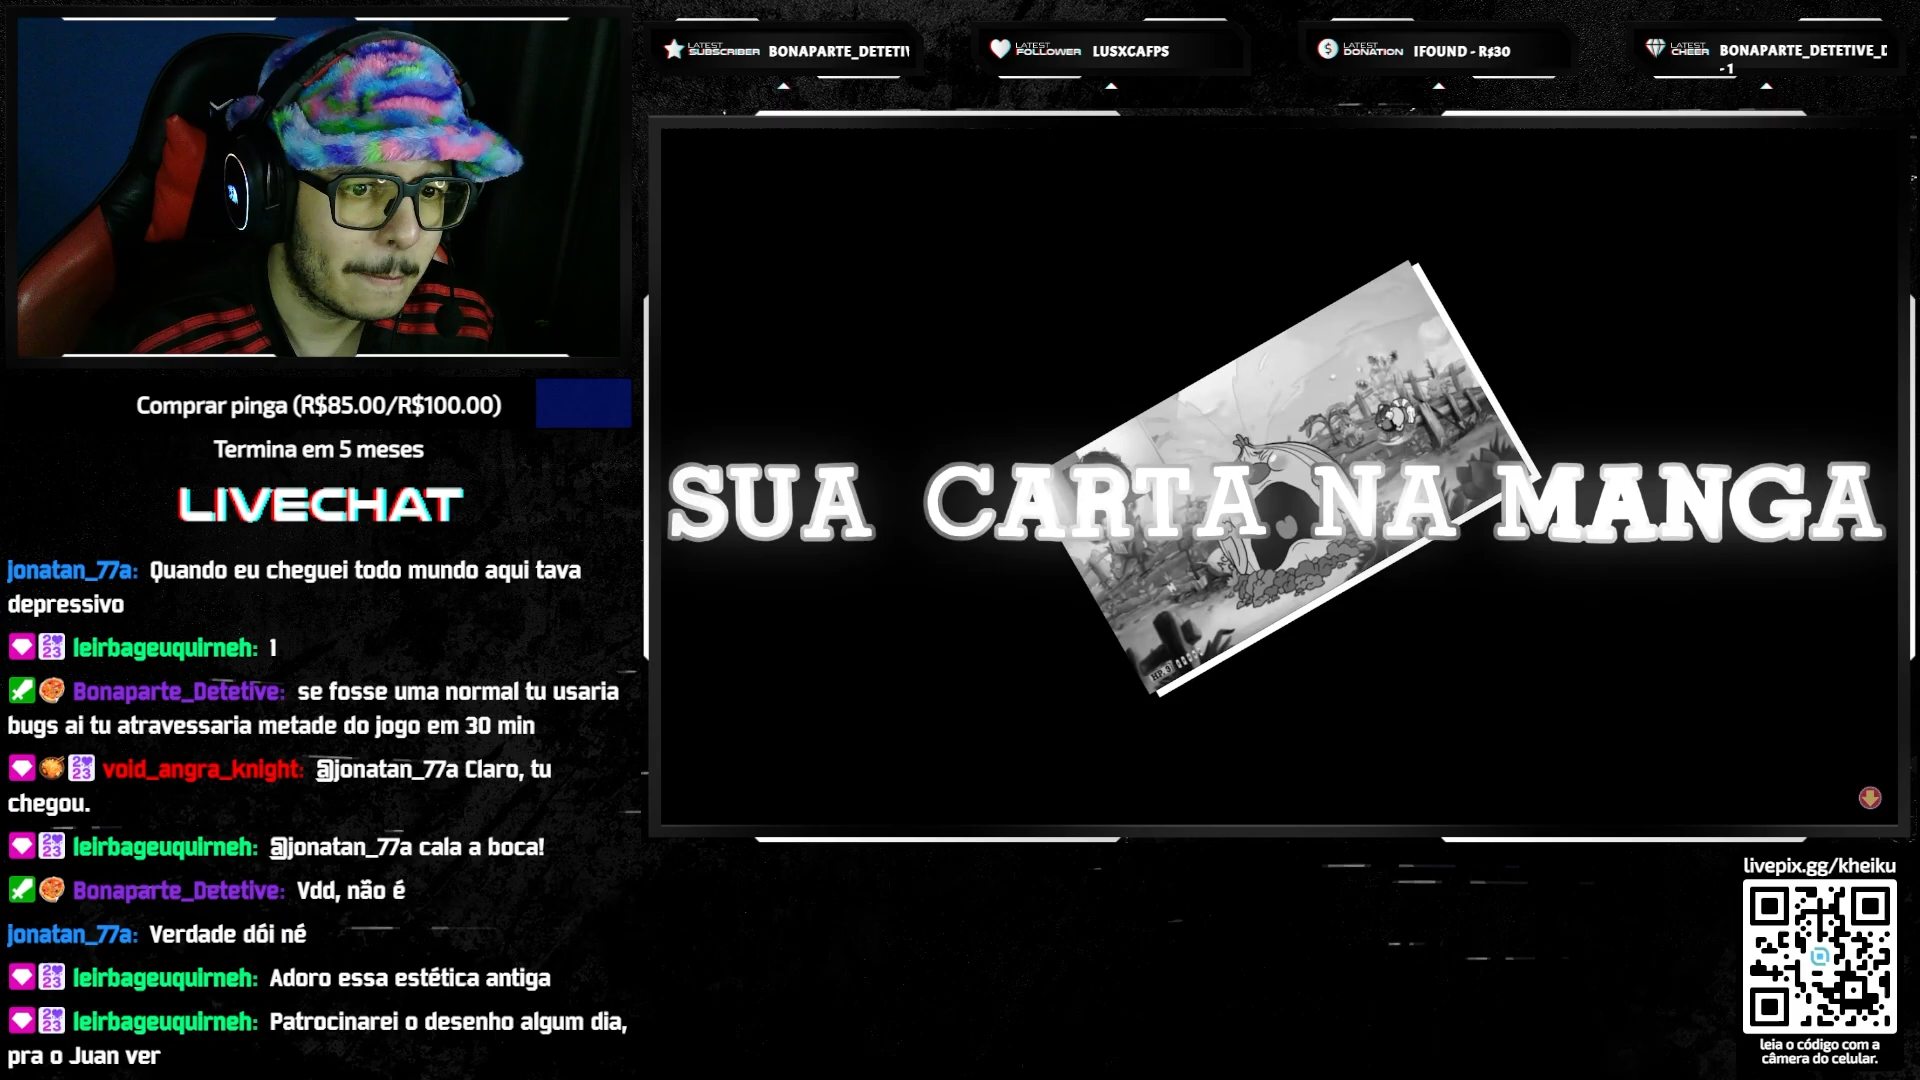 LATEST
SUBSCRIBER
BONAPARTE_DETETIV
LATEST
FOLLOWER
LUSXCAFPS
LATEST
DONATION
IFOUND - R$30
LATEST
CHEER
BONAPARTE_DETETIVE_D
- 1
Comprar pinga (R$85.00/R$100.00)
Termina em 5 meses
LIVECHAT
jonatan_77a: Quando eu cheguei todo mundo aqui tava
depressivo
leirbageuquirneh: 1
Bonaparte_Detetive: se fosse uma normal tu usaria
bugs ai tu atravessaria metade do jogo em 30 min
void_angra_knight: @jonatan_77a Claro, tu
chegou.
leirbageuquirneh: @jonatan_77a cala a boca!
Bonaparte_Detetive: Vdd, não é
jonatan_77a: Verdade dói né
leirbageuquirneh: Adoro essa estética antiga
leirbageuquirneh: Patrocinarei o desenho algum dia,
pra o Juan ver
SUA CARTA NA MANGA
livepix.gg/kheiku
leia o código com a
câmera do celular.